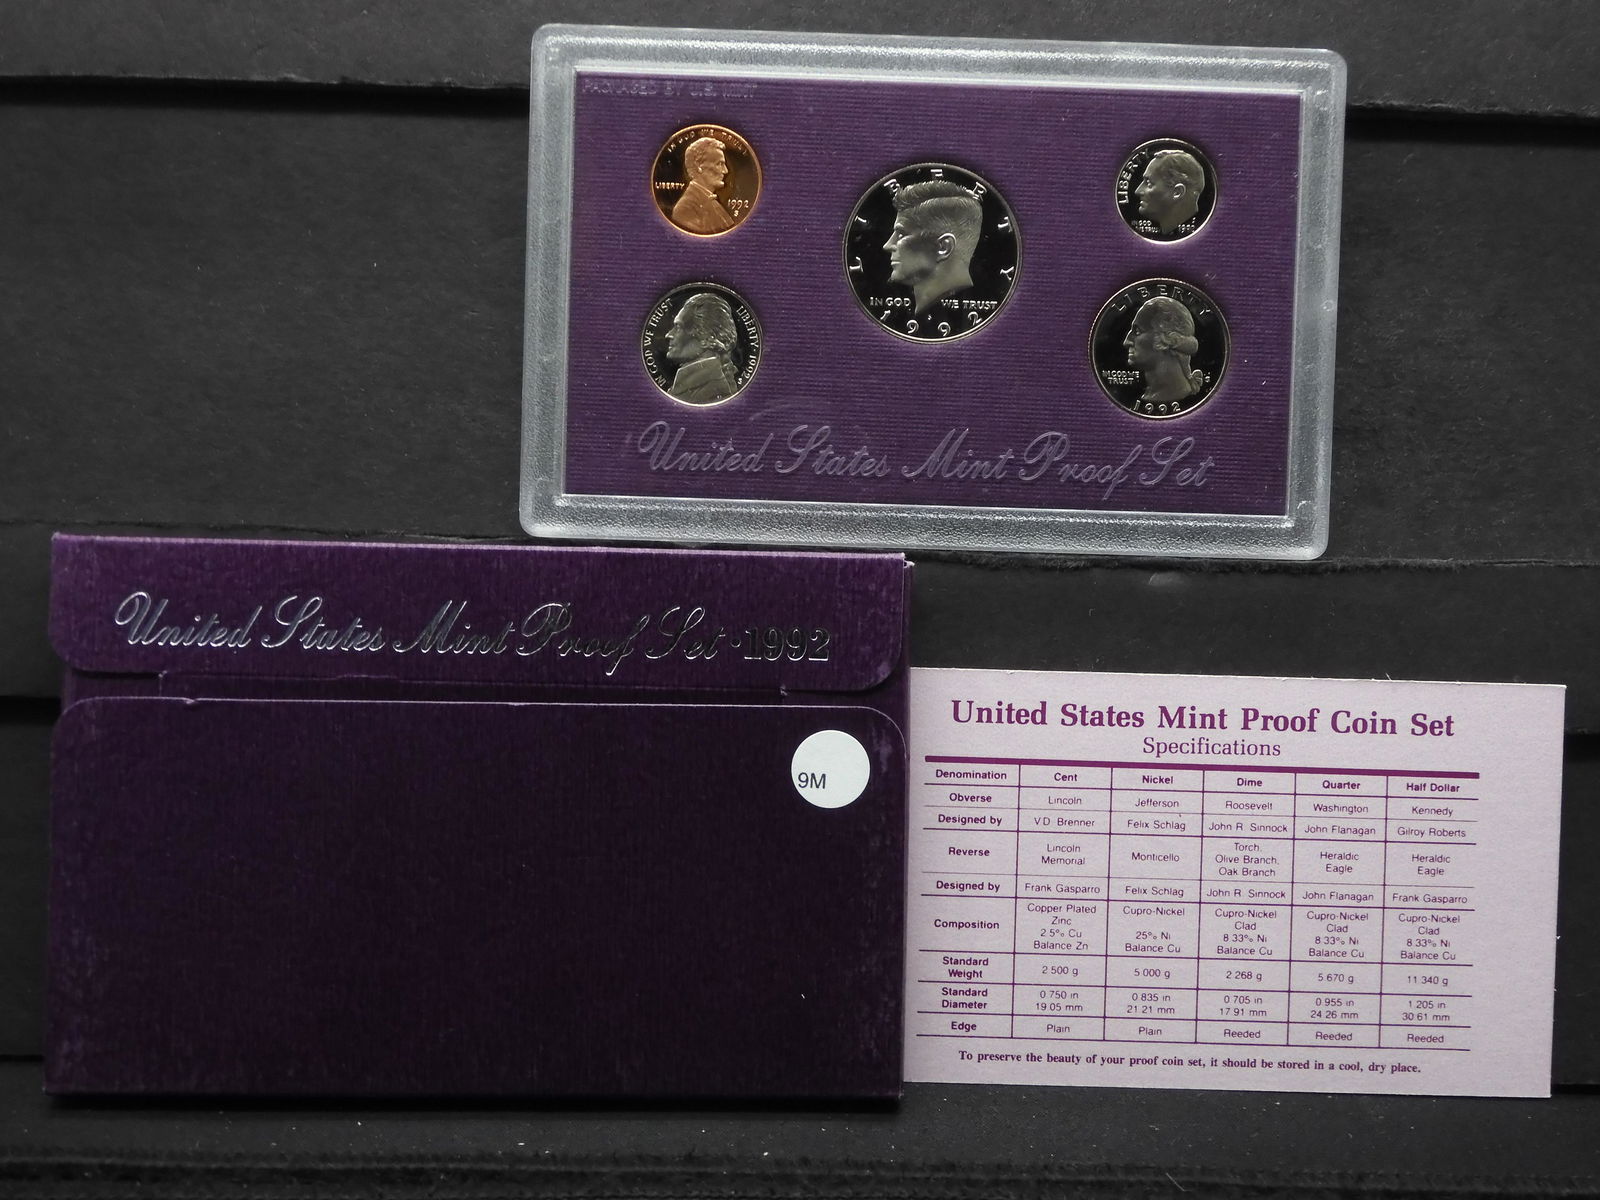 PACKAGED BY U.S. MINT
IN GOD WE TRUST
LIBERTY
1992
S
LIBERTY
IN GOD WE TRUST
1992
LIBERTY
IN GOD
WE TRUST
1992
IN GOD WE TRUST
LIBERTY · 1992
S
LIBERTY
IN GOD WE
TRUST
S
1992
United States Mint Proof Set
United States Mint Proof Set · 1992
9M
United States Mint Proof Coin Set
Specifications
Denomination Cent Nickel Dime Quarter Half Dollar
Obverse Lincoln Jefferson Roosevelt Washington Kennedy
Designed by V.D. Brenner Felix Schlag John R. Sinnock John Flanagan Gilroy Roberts
Reverse Lincoln Memorial Monticello Torch, Olive Branch, Oak Branch Heraldic Eagle Heraldic Eagle
Designed by Frank Gasparro Felix Schlag John R. Sinnock John Flanagan Frank Gasparro
Composition Copper Plated Zinc 2.5% Cu Balance Zn Cupro-Nickel 25% Ni Balance Cu Cupro-Nickel Clad 8.33% Ni Balance Cu Cupro-Nickel Clad 8.33% Ni Balance Cu Cupro-Nickel Clad 8.33% Ni Balance Cu
Standard Weight 2.500 g 5.000 g 2.268 g 5.670 g 11.340 g
Standard Diameter 0.750 in 19.05 mm 0.835 in 21.21 mm 0.705 in 17.91 mm 0.955 in 24.26 mm 1.205 in 30.61 mm
Edge Plain Plain Reeded Reeded Reeded
To preserve the beauty of your proof coin set, it should be stored in a cool, dry place.